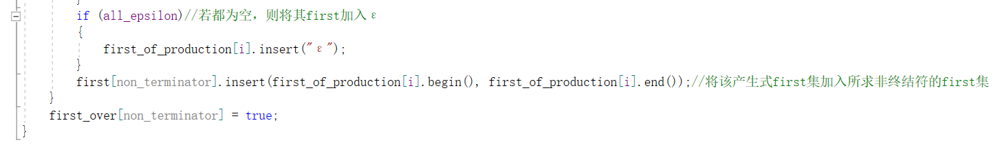 }
if (all_epsilon)//若都为空，则将其first加入ε
{
first_of_production[i].insert("ε");
}
first[non_terminator].insert(first_of_production[i].begin(), first_of_production[i].end());//将该产生式first集加入所求非终结符的first集
}
first_over[non_terminator] = true;
}